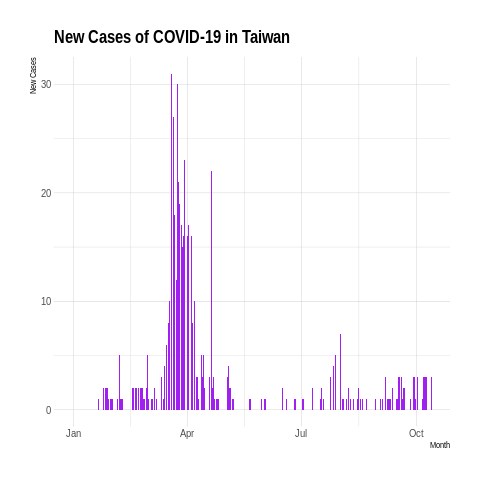 New Cases of COVID-19 in Taiwan
New Cases
30
20
10
0
Jan Apr Jul Oct
Month